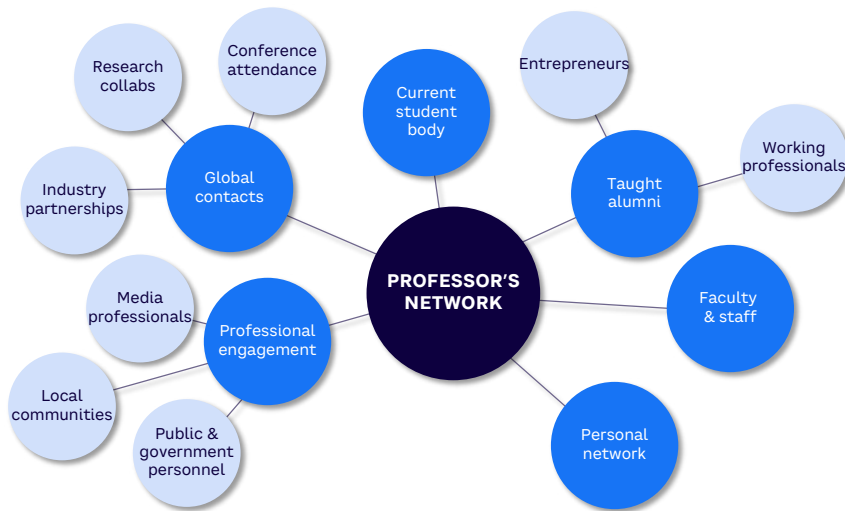 Conference
attendance
Research
collabs
Industry
partnerships
Global
contacts
Current
student
body
Entrepreneurs
Working
professionals
Taught
alumni
PROFESSOR'S
NETWORK
Faculty
& staff
Media
professionals
Professional
engagement
Local
communities
Public &
government
personnel
Personal
network